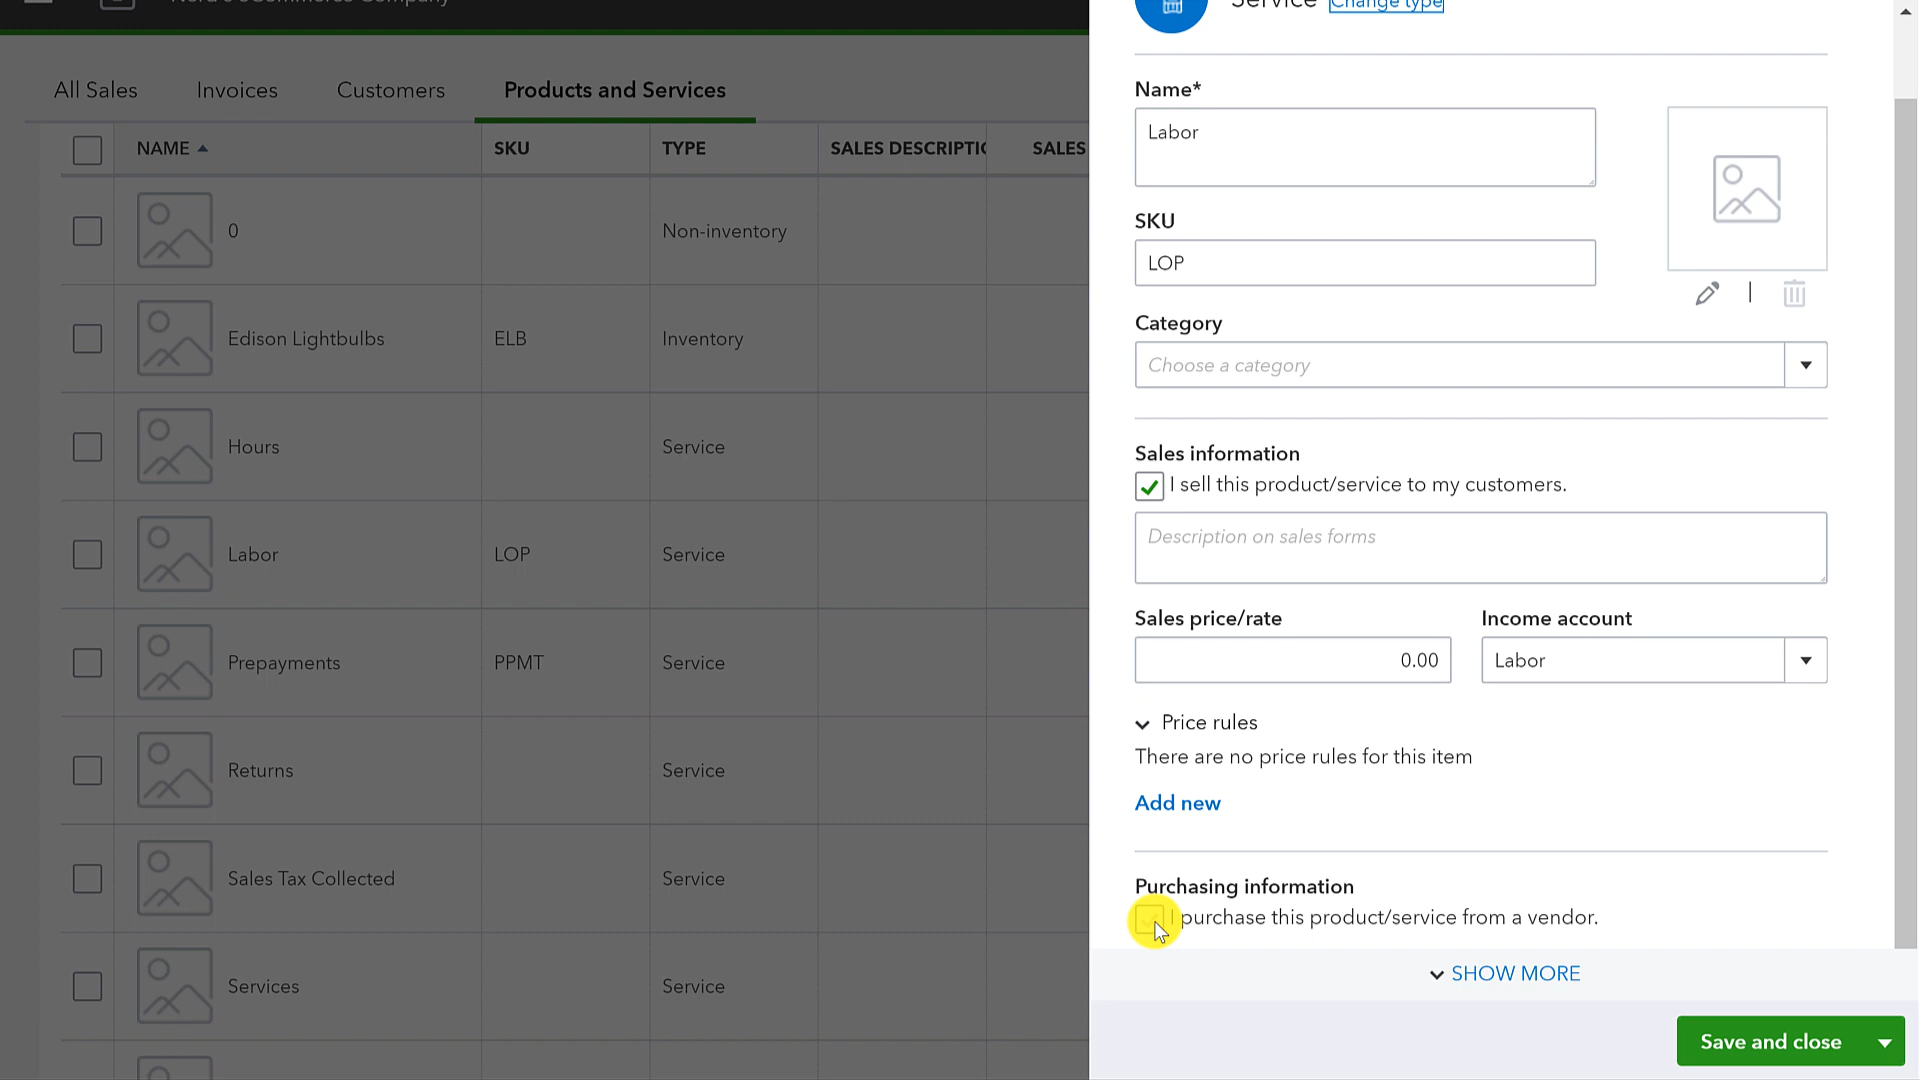 Service Change type
All Sales Invoices Customers Products and Services
NAME SKU TYPE SALES DESCRIPTIO SALES
0 Non-inventory
Edison Lightbulbs ELB Inventory
Hours Service
Labor LOP Service
Prepayments PPMT Service
Returns Service
Sales Tax Collected Service
Services Service
Name*
Labor
SKU
LOP
Category
Choose a category
Sales information
I sell this product/service to my customers.
Description on sales forms
Sales price/rate Income account
0.00 Labor
Price rules
There are no price rules for this item
Add new
Purchasing information
I purchase this product/service from a vendor.
SHOW MORE
Save and close